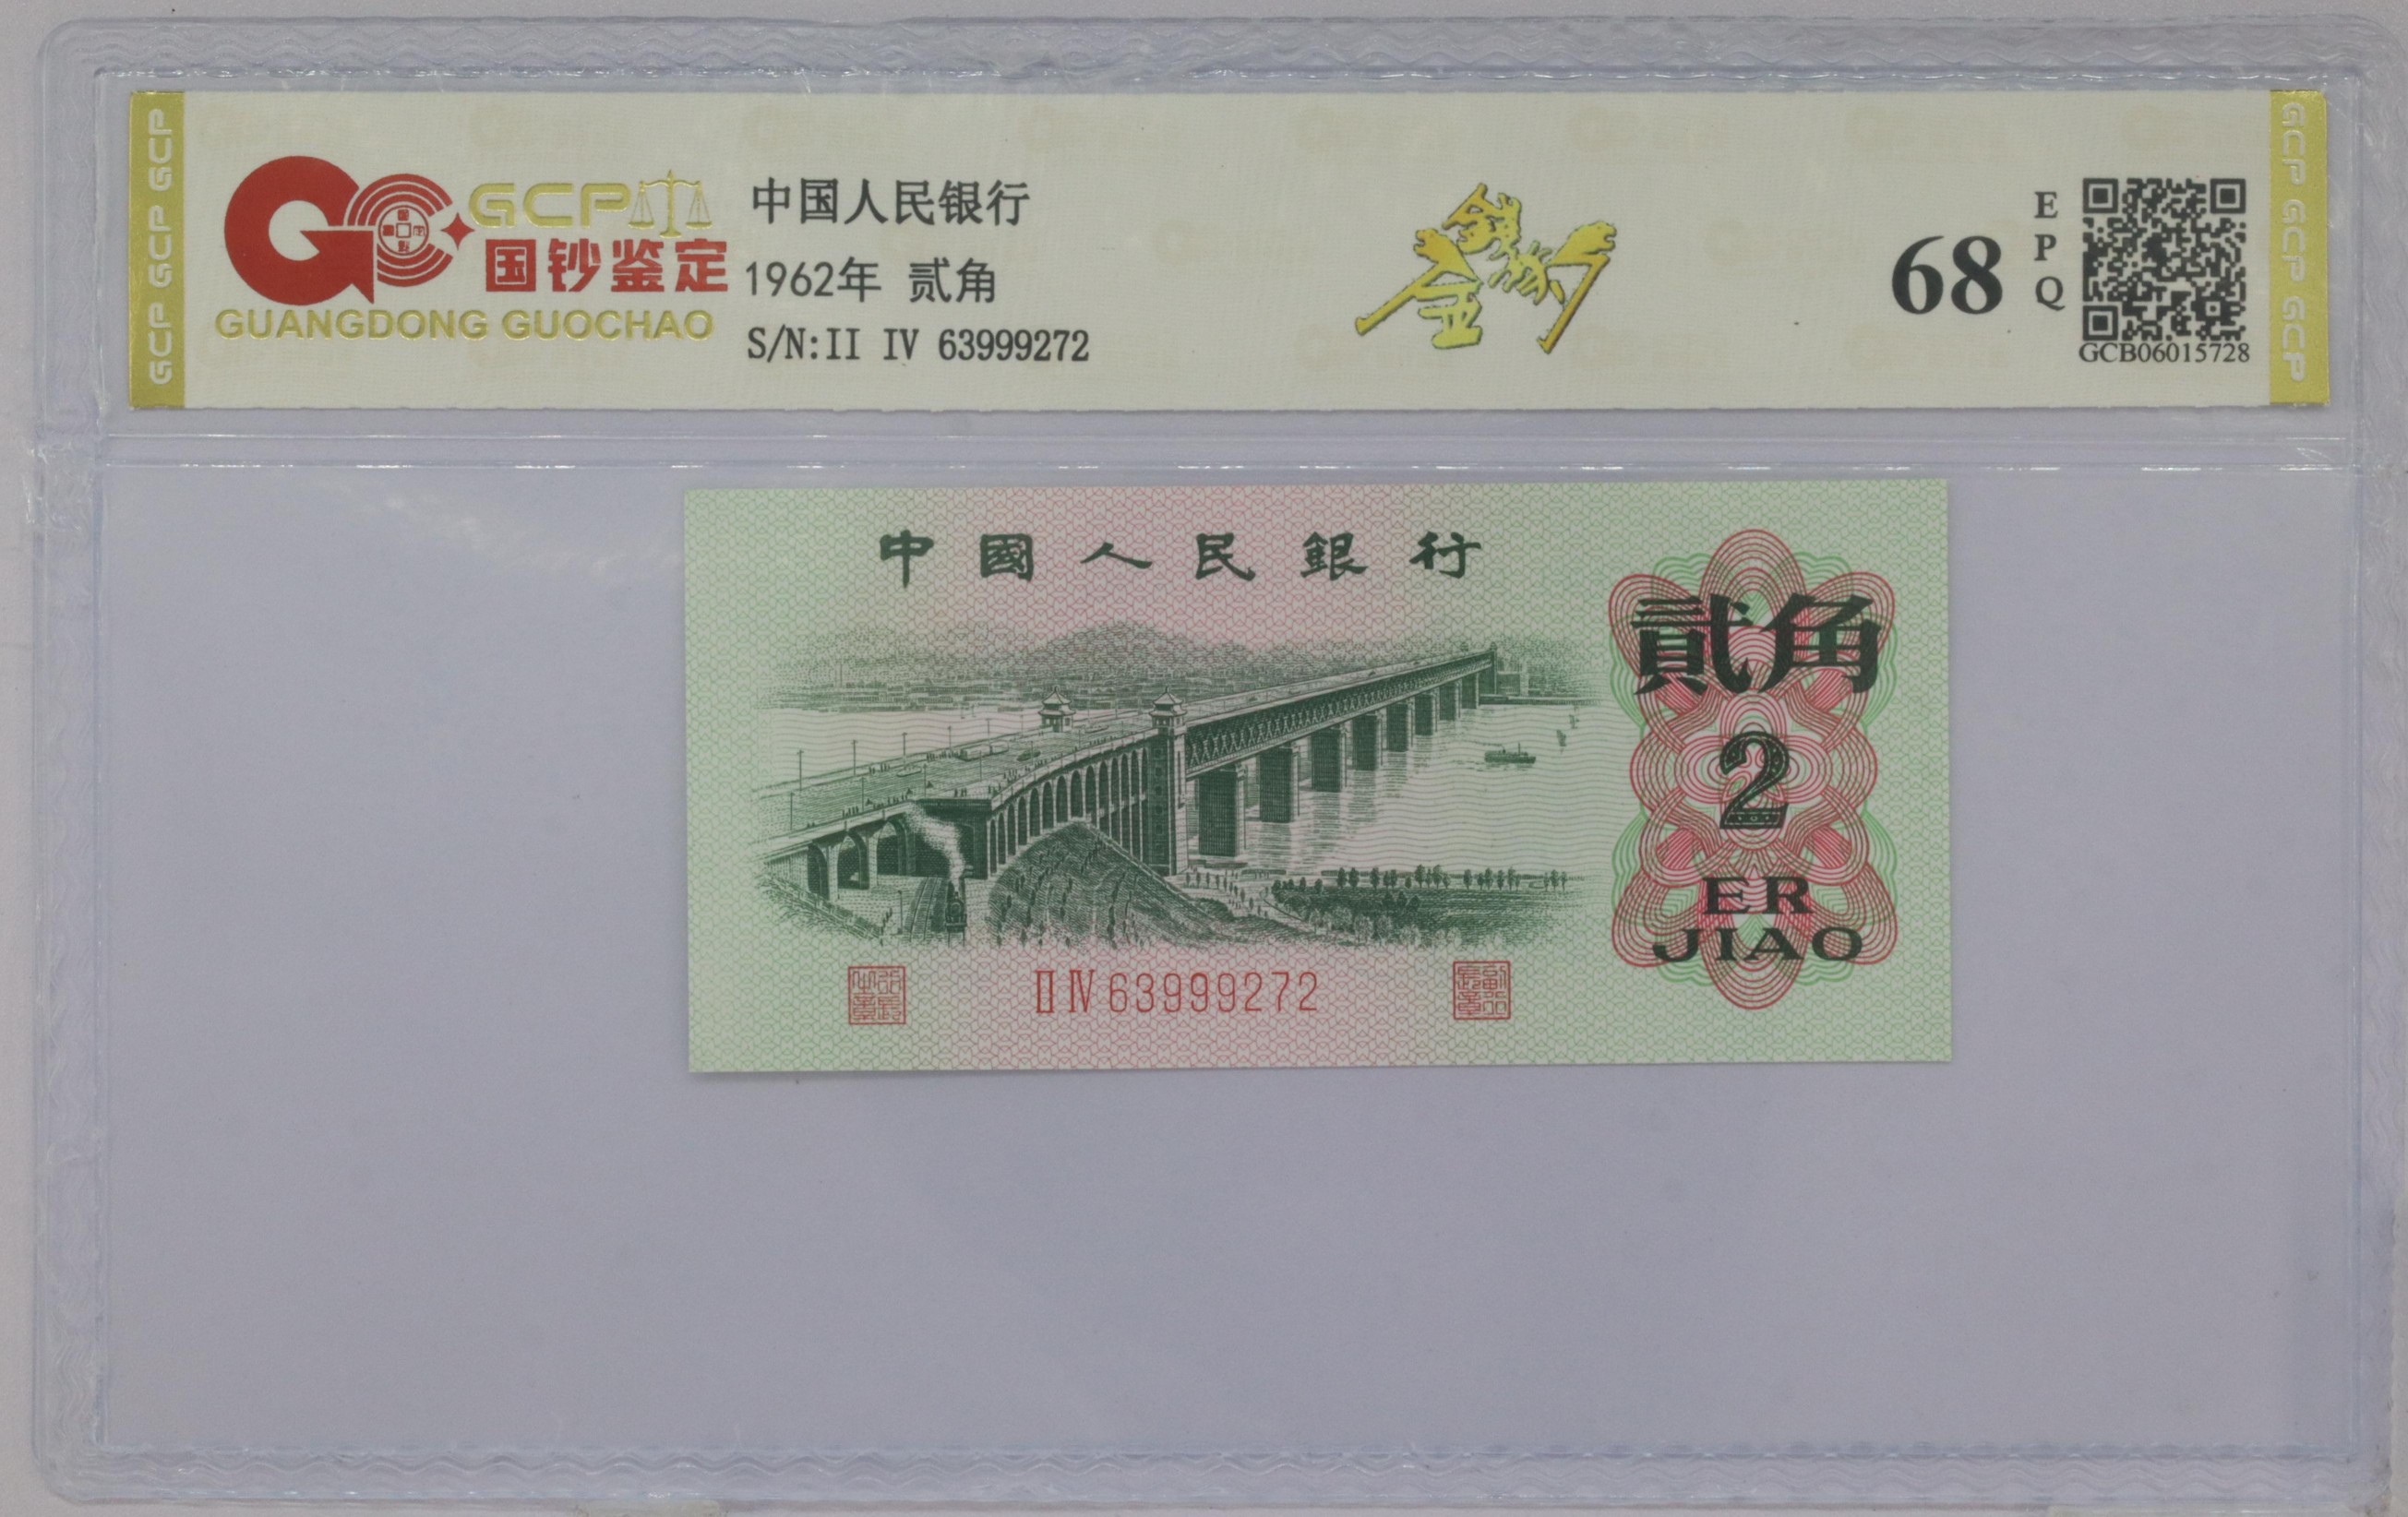 GCP GCP GCP
GCP
国钞鉴定
GUANGDONG GUOCHAO
中国人民银行
1962年 贰角
S/N:II IV 63999272
68
EPQ
GCB06015728
GCP GCP GCP
中國人民銀行
貳角
2
ER
JIAO
II IV 63999272